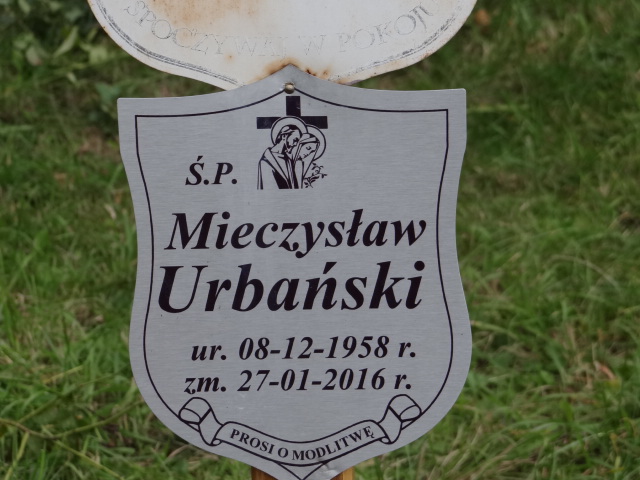 SPOCZYWAJ W POKOJU
Ś.P.
Mieczysław
Urbański
ur. 08-12-1958 r.
zm. 27-01-2016 r.
PROSI O MODLITWĘ